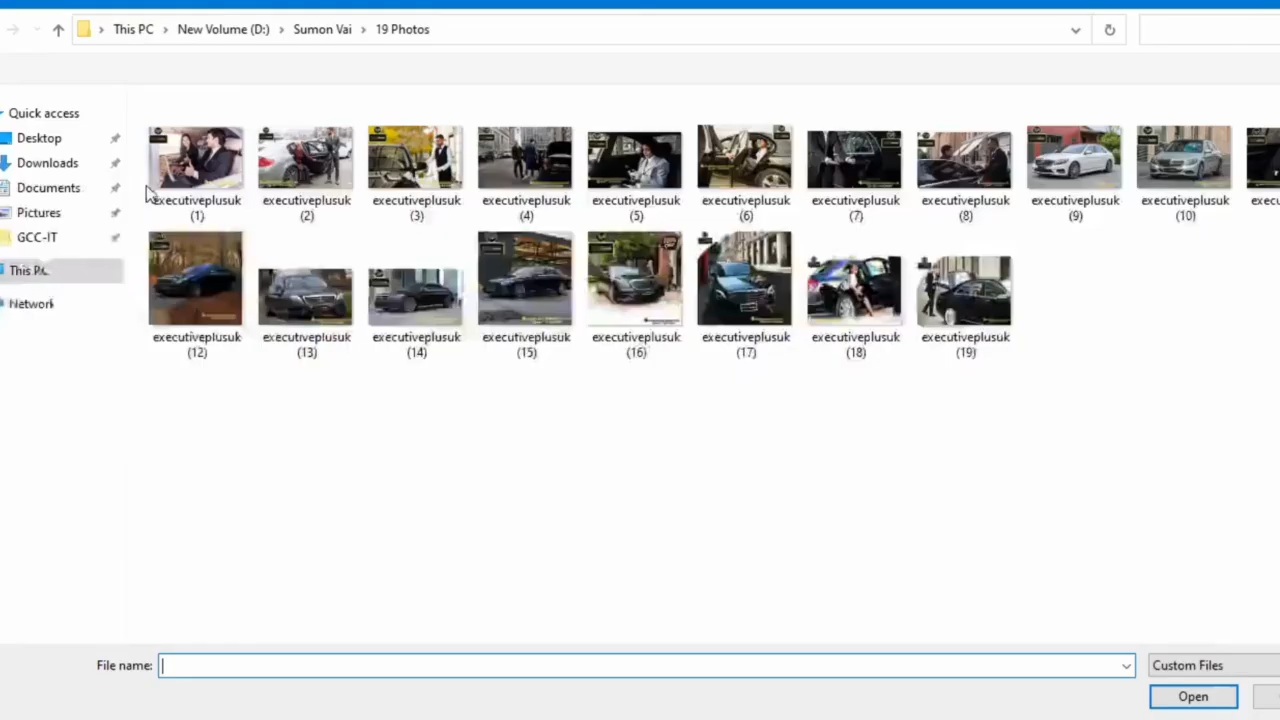 This PC > New Volume (D:) > Sumon Vai > 19 Photos
Quick access
Desktop
Downloads
Documents
Pictures
GCC-IT
This PC
Network
executiveplusuk (1)
executiveplusuk (2)
executiveplusuk (3)
executiveplusuk (4)
executiveplusuk (5)
executiveplusuk (6)
executiveplusuk (7)
executiveplusuk (8)
executiveplusuk (9)
executiveplusuk (10)
execu
executiveplusuk (12)
executiveplusuk (13)
executiveplusuk (14)
executiveplusuk (15)
executiveplusuk (16)
executiveplusuk (17)
executiveplusuk (18)
executiveplusuk (19)
File name:
Custom Files
Open